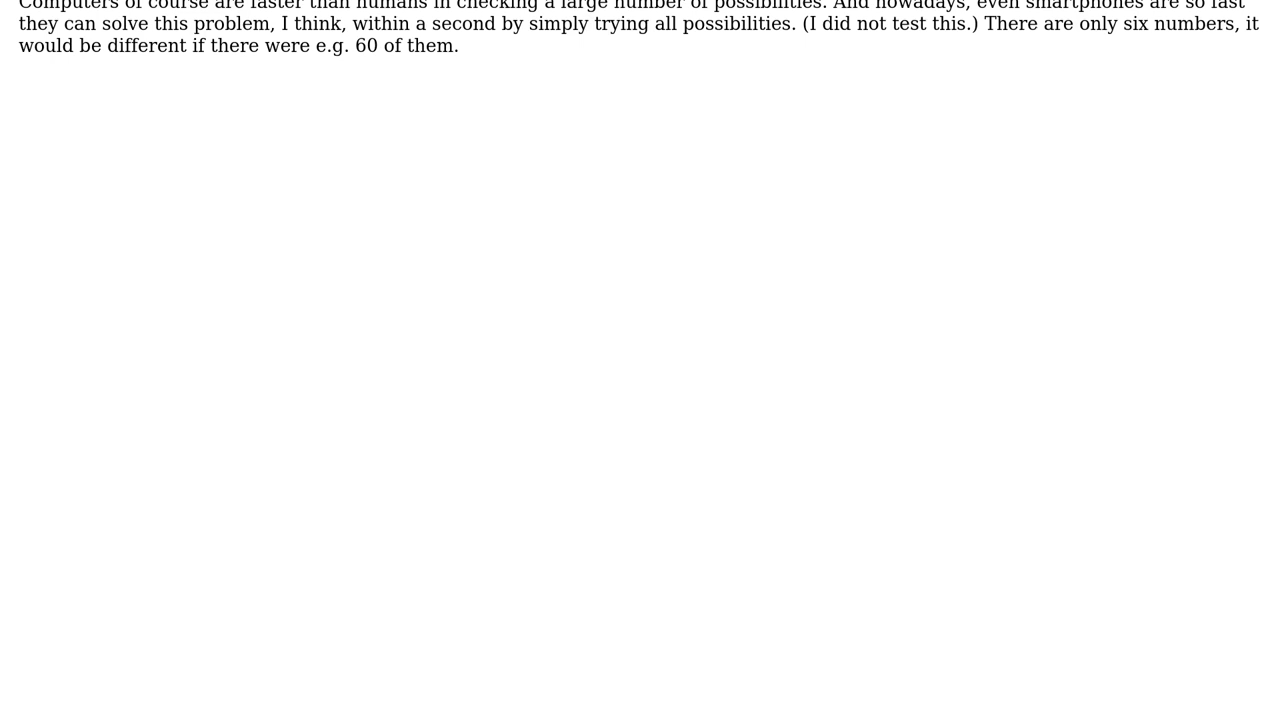 Computers of course are faster than humans in checking a large number of possibilities. And nowadays, even smartphones are so fast
they can solve this problem, I think, within a second by simply trying all possibilities. (I did not test this.) There are only six numbers, it
would be different if there were e.g. 60 of them.